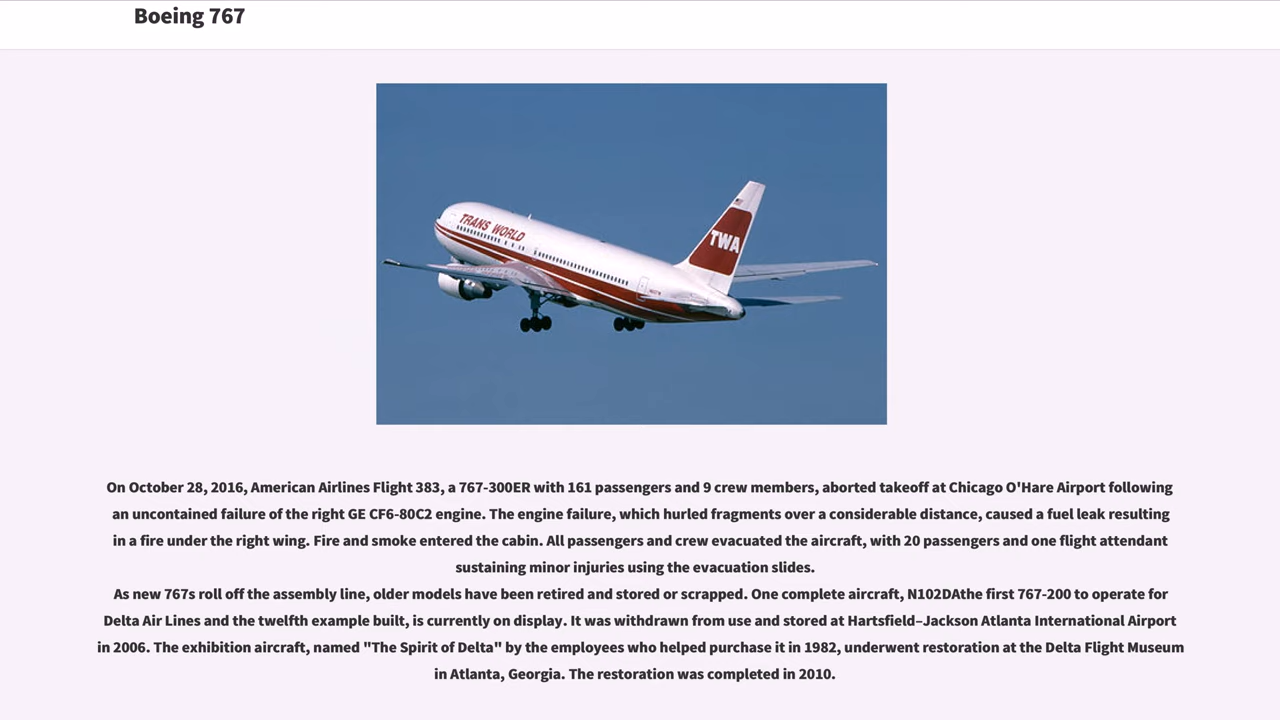 Boeing 767
TRANS WORLD
TWA
On October 28, 2016, American Airlines Flight 383, a 767-300ER with 161 passengers and 9 crew members, aborted takeoff at Chicago O'Hare Airport following
an uncontained failure of the right GE CF6-80C2 engine. The engine failure, which hurled fragments over a considerable distance, caused a fuel leak resulting
in a fire under the right wing. Fire and smoke entered the cabin. All passengers and crew evacuated the aircraft, with 20 passengers and one flight attendant
sustaining minor injuries using the evacuation slides.
As new 767s roll off the assembly line, older models have been retired and stored or scrapped. One complete aircraft, N102DAthe first 767-200 to operate for
Delta Air Lines and the twelfth example built, is currently on display. It was withdrawn from use and stored at Hartsfield–Jackson Atlanta International Airport
in 2006. The exhibition aircraft, named "The Spirit of Delta" by the employees who helped purchase it in 1982, underwent restoration at the Delta Flight Museum
in Atlanta, Georgia. The restoration was completed in 2010.